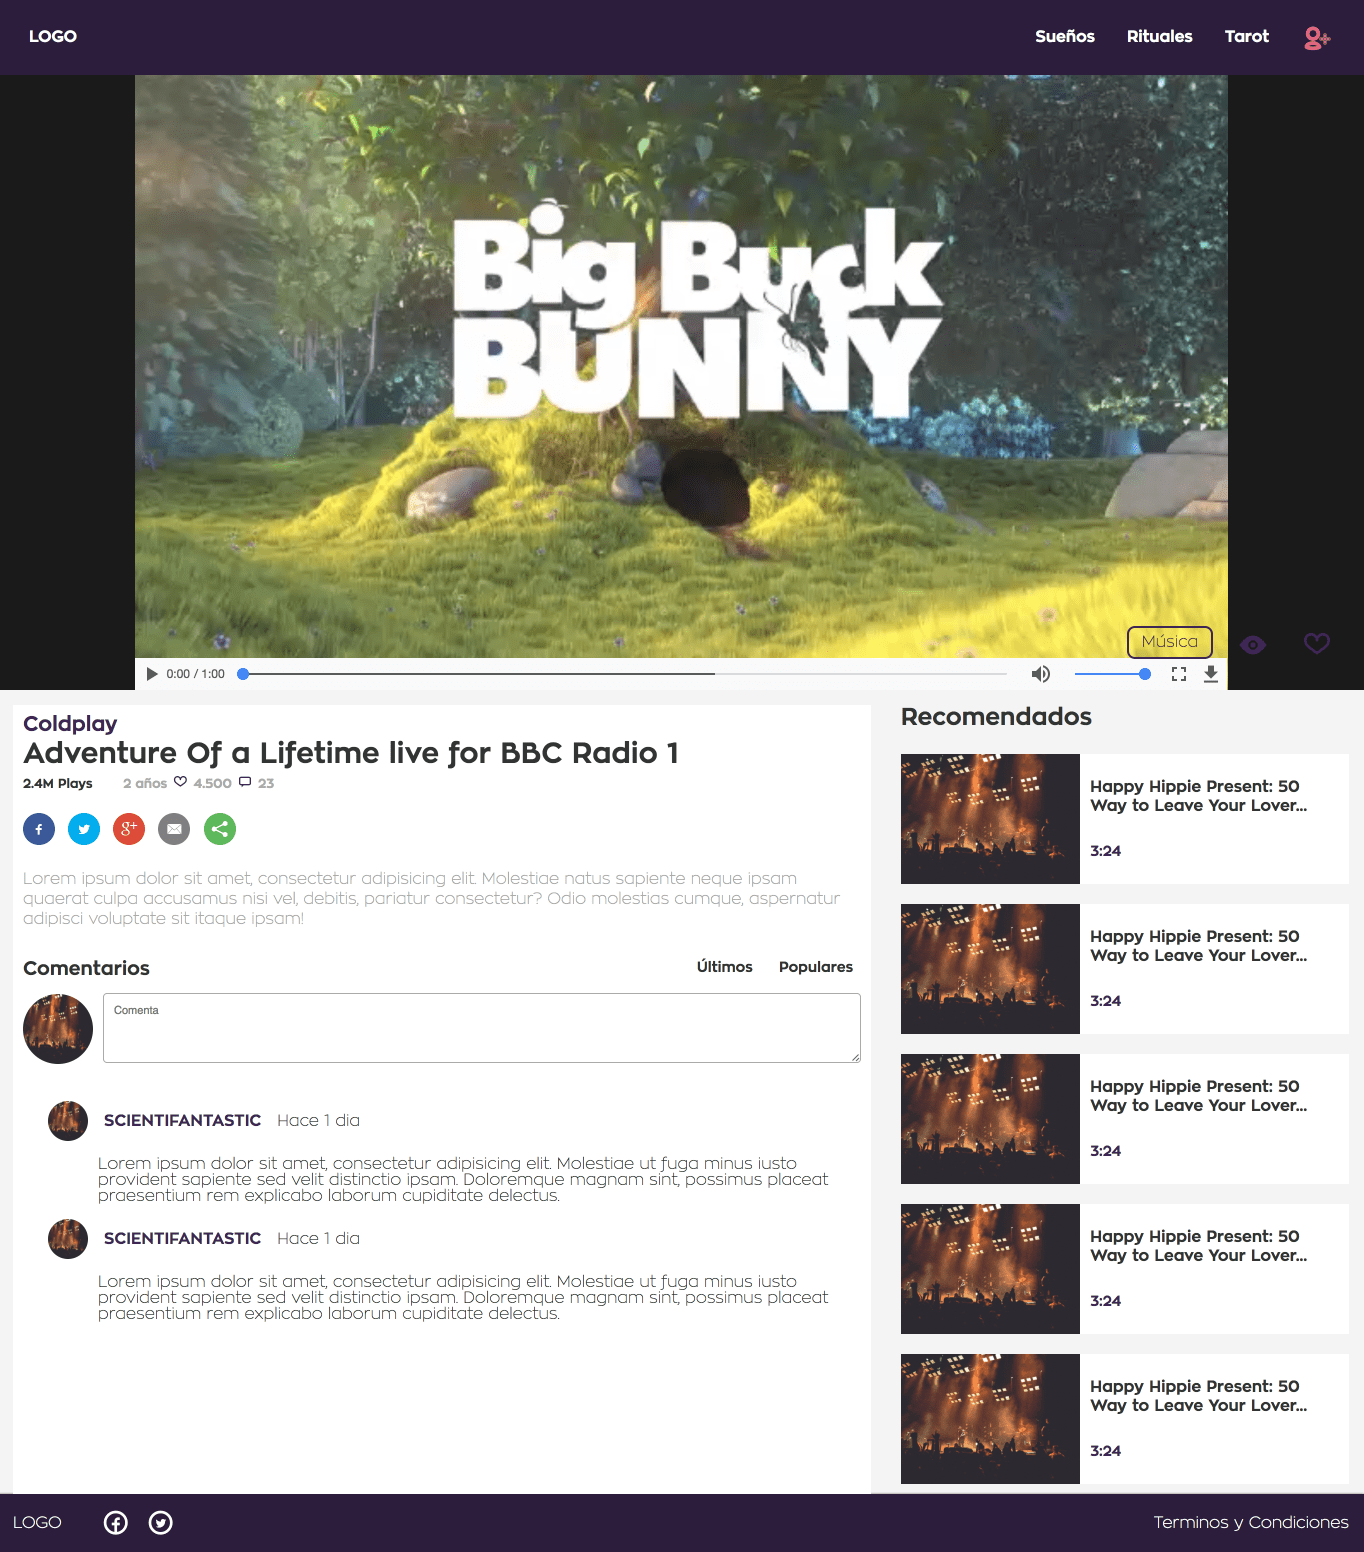 LOGO
Sueños Rituales Tarot
Big Buck
BUNNY
Música
0:00 / 1:00
Coldplay
Adventure Of a Lifetime live for BBC Radio 1
2.4M Plays 2 años 4.500 23
Lorem ipsum dolor sit amet, consectetur adipisicing elit. Molestiae natus sapiente neque ipsam
quaerat culpa accusamus nisi vel, debitis, pariatur consectetur? Odio molestias cumque, aspernatur
adipisci voluptate sit itaque ipsam!
Comentarios
Últimos Populares
Comenta
SCIENTIFANTASTIC Hace 1 dia
Lorem ipsum dolor sit amet, consectetur adipisicing elit. Molestiae ut fuga minus iusto
provident sapiente sed velit distinctio ipsam. Doloremque magnam sint, possimus placeat
praesentium rem explicabo laborum cupiditate delectus.
SCIENTIFANTASTIC Hace 1 dia
Lorem ipsum dolor sit amet, consectetur adipisicing elit. Molestiae ut fuga minus iusto
provident sapiente sed velit distinctio ipsam. Doloremque magnam sint, possimus placeat
praesentium rem explicabo laborum cupiditate delectus.
Recomendados
Happy Hippie Present: 50
Way to Leave Your Lover...
3:24
Happy Hippie Present: 50
Way to Leave Your Lover...
3:24
Happy Hippie Present: 50
Way to Leave Your Lover...
3:24
Happy Hippie Present: 50
Way to Leave Your Lover...
3:24
Happy Hippie Present: 50
Way to Leave Your Lover...
3:24
LOGO
Terminos y Condiciones